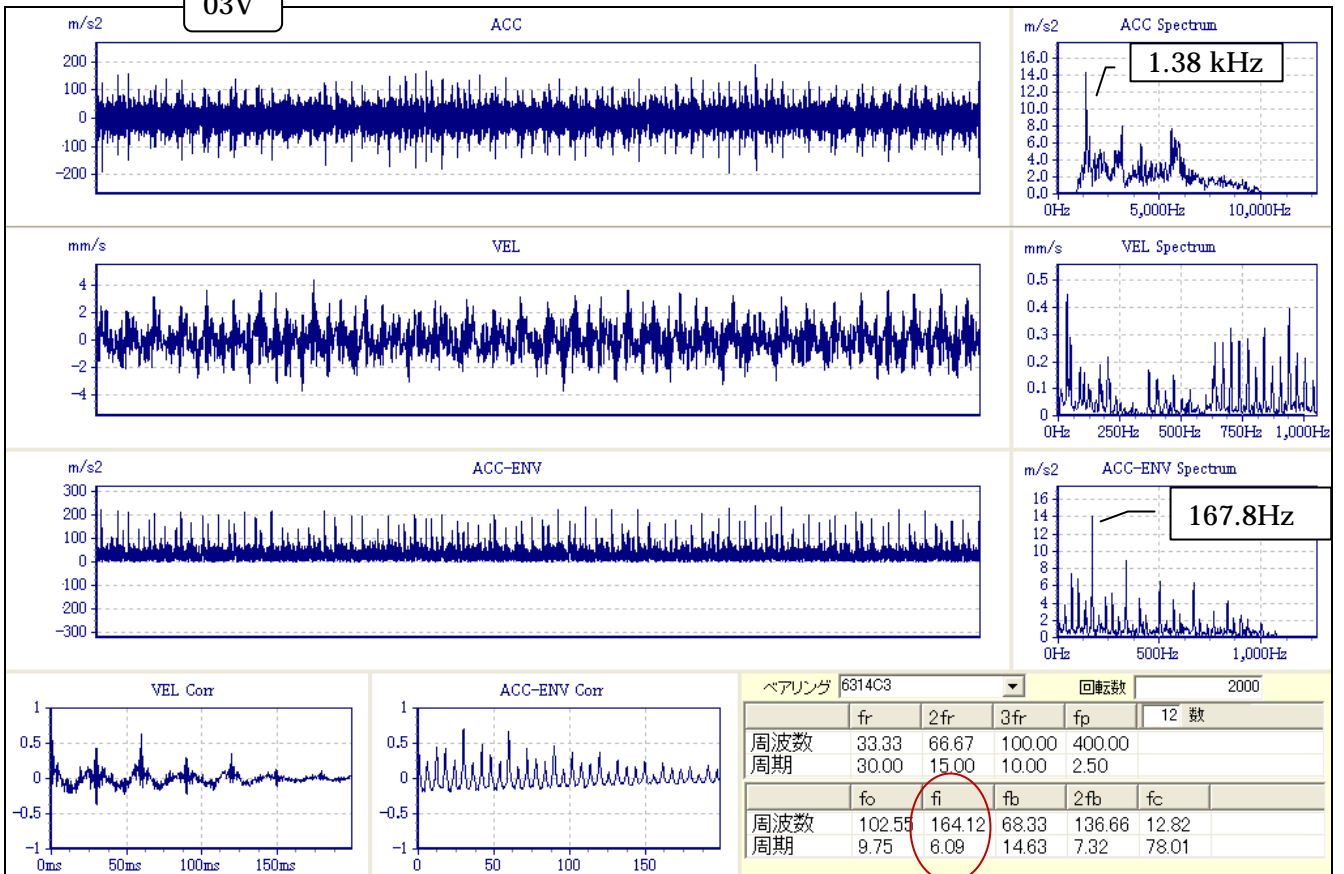 03V
m/s2 ACC
200
100
0
-100
-200
m/s2 ACC Spectrum
1.38 kHz
16.0
14.0
12.0
10.0
8.0
6.0
4.0
2.0
0.0
0Hz 5,000Hz 10,000Hz
mm/s VEL
4
2
0
-2
-4
mm/s VEL Spectrum
0.5
0.4
0.3
0.2
0.1
0
0Hz 250Hz 500Hz 750Hz 1,000Hz
m/s2 ACC-ENV
300
200
100
0
-100
-200
-300
m/s2 ACC-ENV Spectrum
167.8Hz
16
14
12
10
8
6
4
2
0
0Hz 500Hz 1,000Hz
VEL Corr
1
0.5
0
-0.5
-1
0ms 50ms 100ms 150ms
ACC-ENV Corr
1
0.5
0
-0.5
-1
0 50 100 150
ベアリング 6314C3 回転数 2000
fr 2fr 3fr fp 12 数
周波数 33.33 66.67 100.00 400.00
周期 30.00 15.00 10.00 2.50
fo fi fb 2fb fc
周波数 102.55 164.12 68.33 136.66 12.82
周期 9.75 6.09 14.63 7.32 78.01